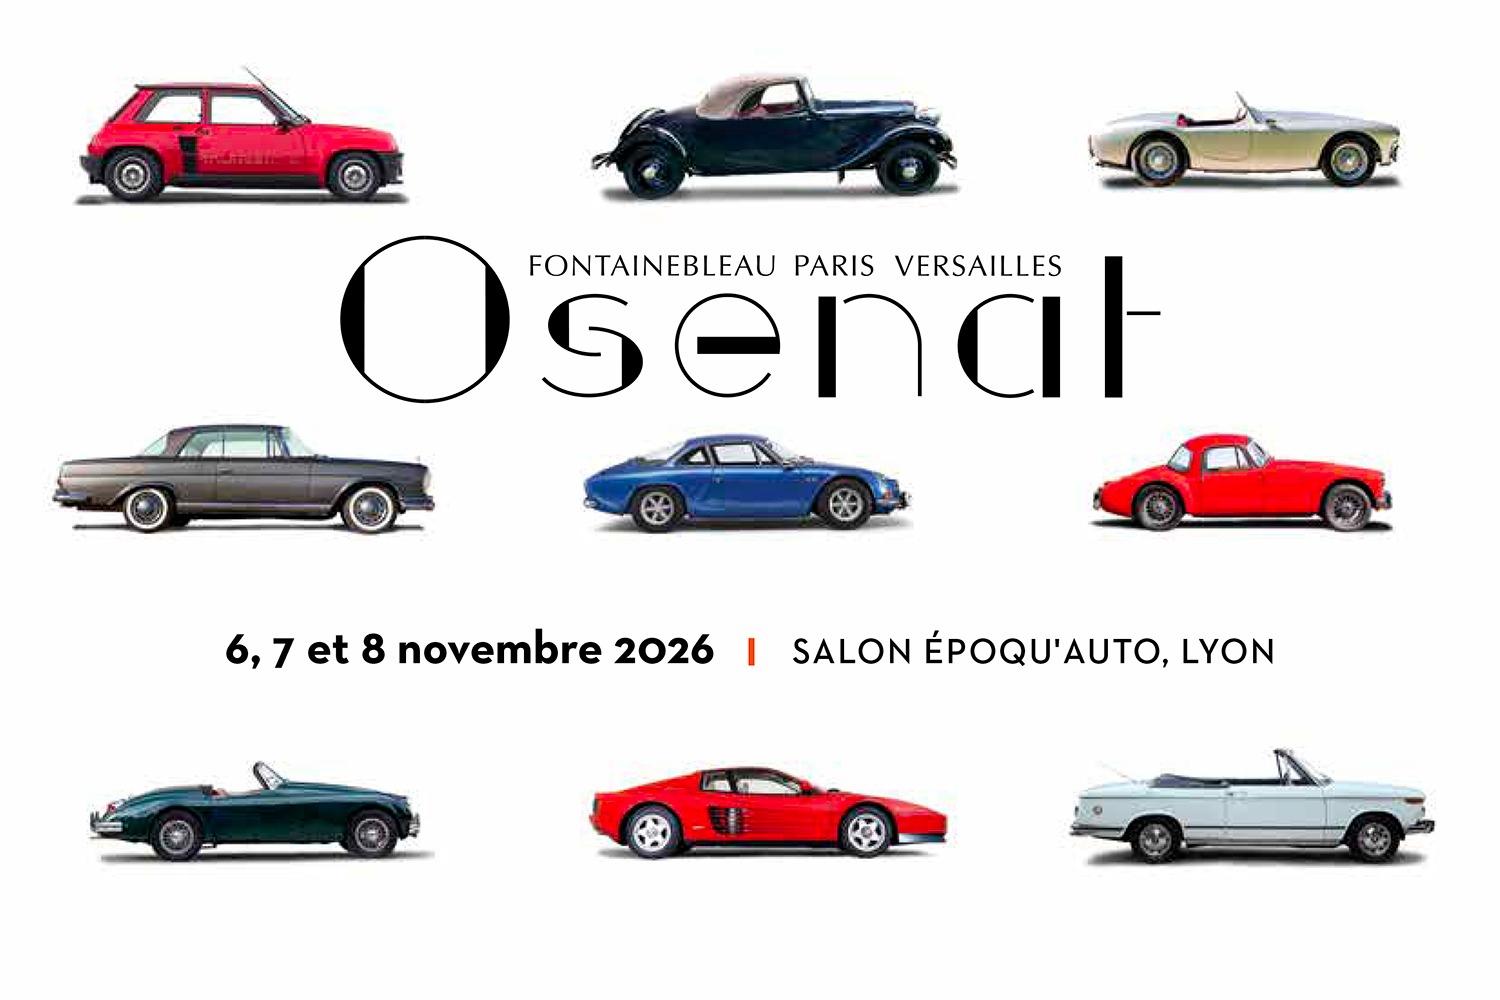 FONTAINEBLEAU PARIS VERSAILLES
Osenat
6, 7 et 8 novembre 2026 | SALON ÉPOQU'AUTO, LYON